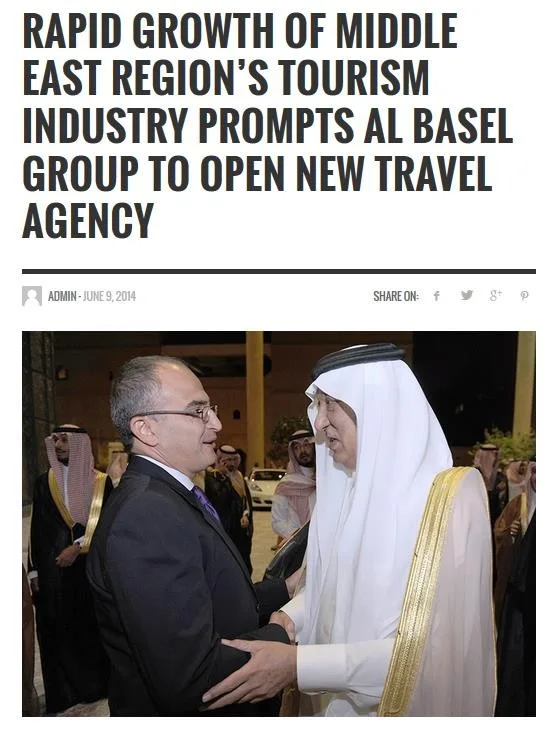 RAPID GROWTH OF MIDDLE
EAST REGION’S TOURISM
INDUSTRY PROMPTS AL BASEL
GROUP TO OPEN NEW TRAVEL
AGENCY
ADMIN · JUNE 9, 2014 SHARE ON: